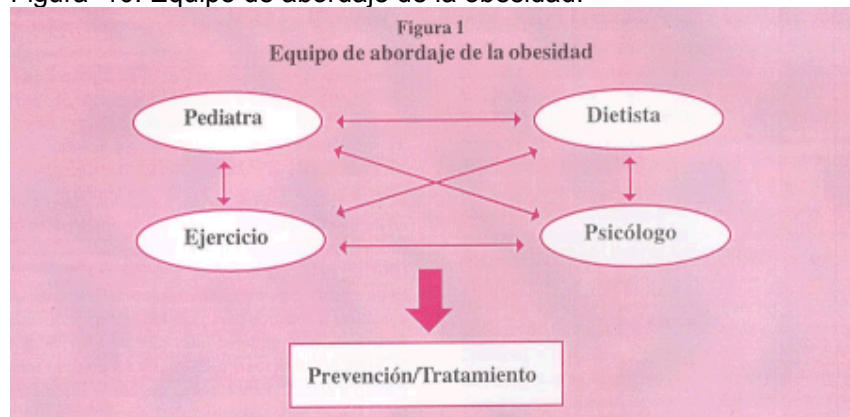 Figura 10. Equipo de abordaje de la obesidad.
Figura 1
Equipo de abordaje de la obesidad
Pediatra
Dietista
Ejercicio
Psicólogo
Prevención/Tratamiento